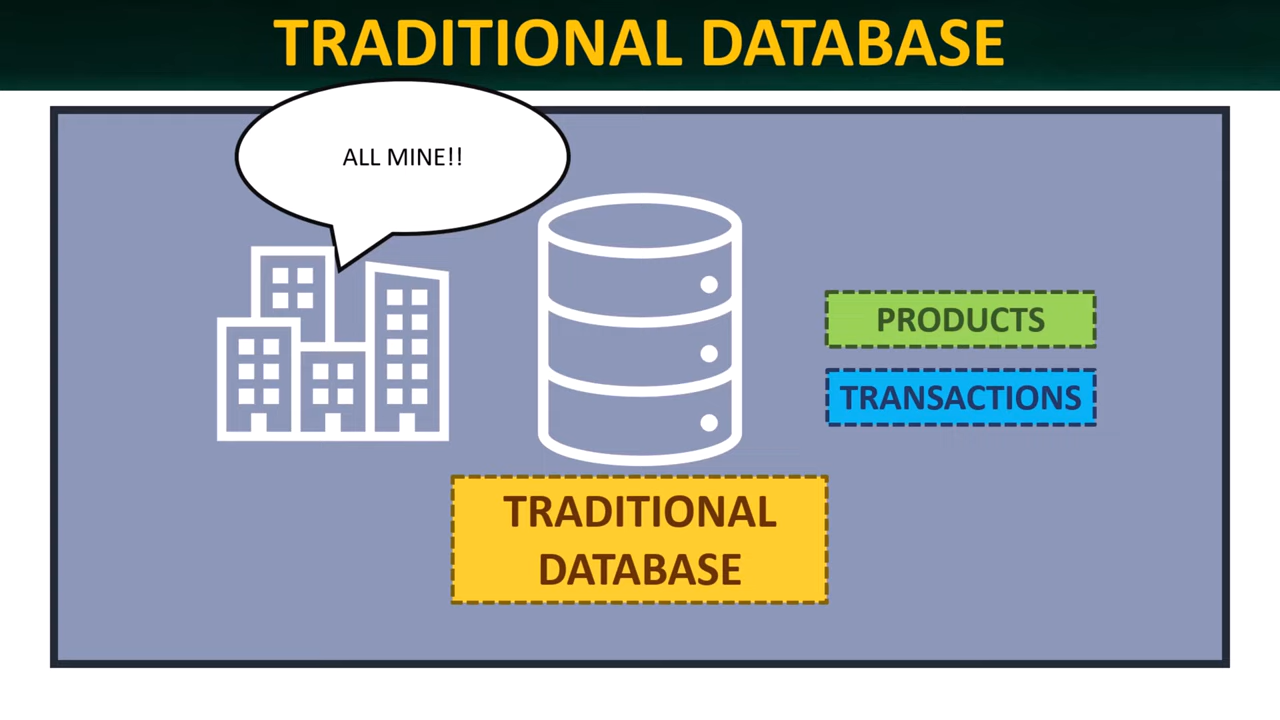 TRADITIONAL DATABASE
ALL MINE!!
PRODUCTS
TRANSACTIONS
TRADITIONAL
DATABASE